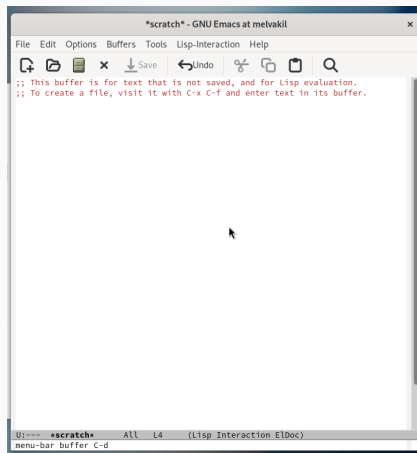 *scratch* - GNU Emacs at melvakil ×
File Edit Options Buffers Tools Lisp-Interaction Help
Save Undo
;; This buffer is for text that is not saved, and for Lisp evaluation.
;; To create a file, visit it with C-x C-f and enter text in its buffer.
U:--- *scratch* All L4 (Lisp Interaction ElDoc)
menu-bar buffer C-d